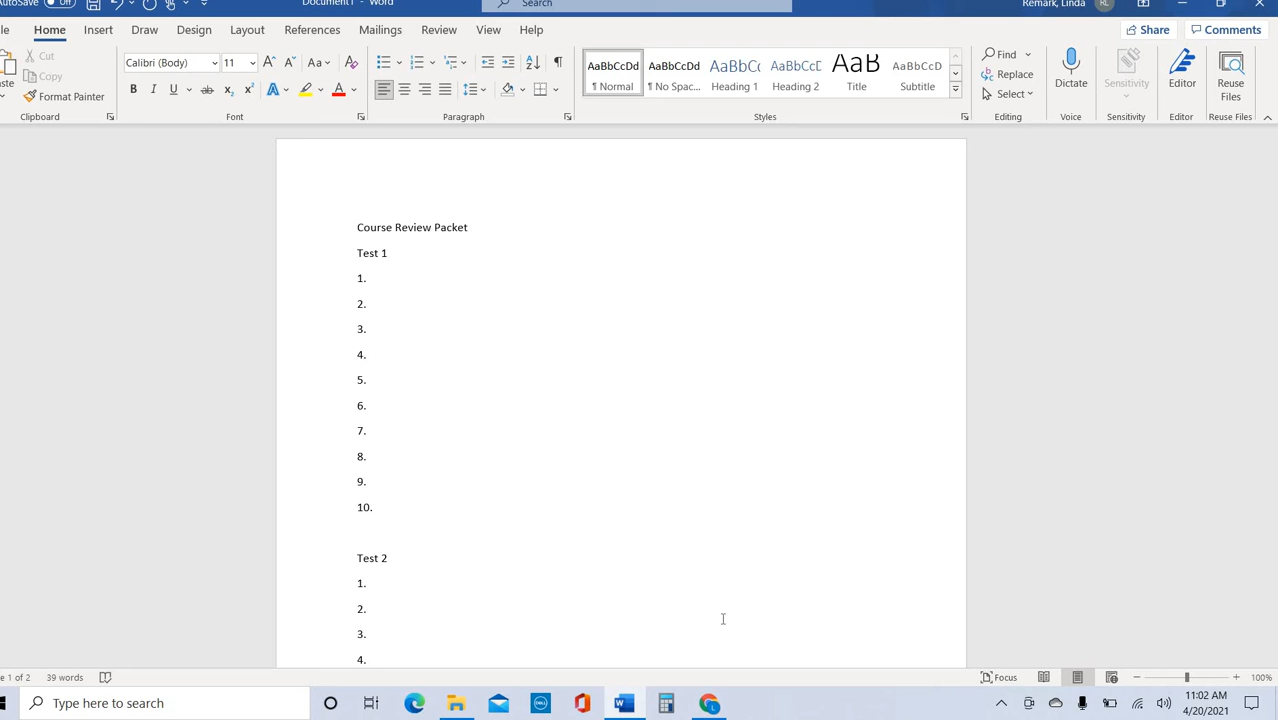 AutoSave Off
Document1 - Word
Search
Remark, Linda
RL
Home Insert Draw Design Layout References Mailings Review View Help
Share Comments
Cut
Copy
Format Painter
Clipboard
Calibri (Body) 11
Font
Paragraph
AaBbCcDd AaBbCcDd AaBbCc AaBbCcD AaB AaBbCcD
¶ Normal ¶ No Spac... Heading 1 Heading 2 Title Subtitle
Styles
Find
Replace
Select
Editing
Dictate
Voice
Sensitivity
Sensitivity
Editor
Editor
Reuse
Files
Reuse Files
Course Review Packet
Test 1
1.
2.
3.
4.
5.
6.
7.
8.
9.
10.
Test 2
1.
2.
3.
4.
1 of 2 39 words
Focus
100%
Type here to search
11:02 AM
4/20/2021